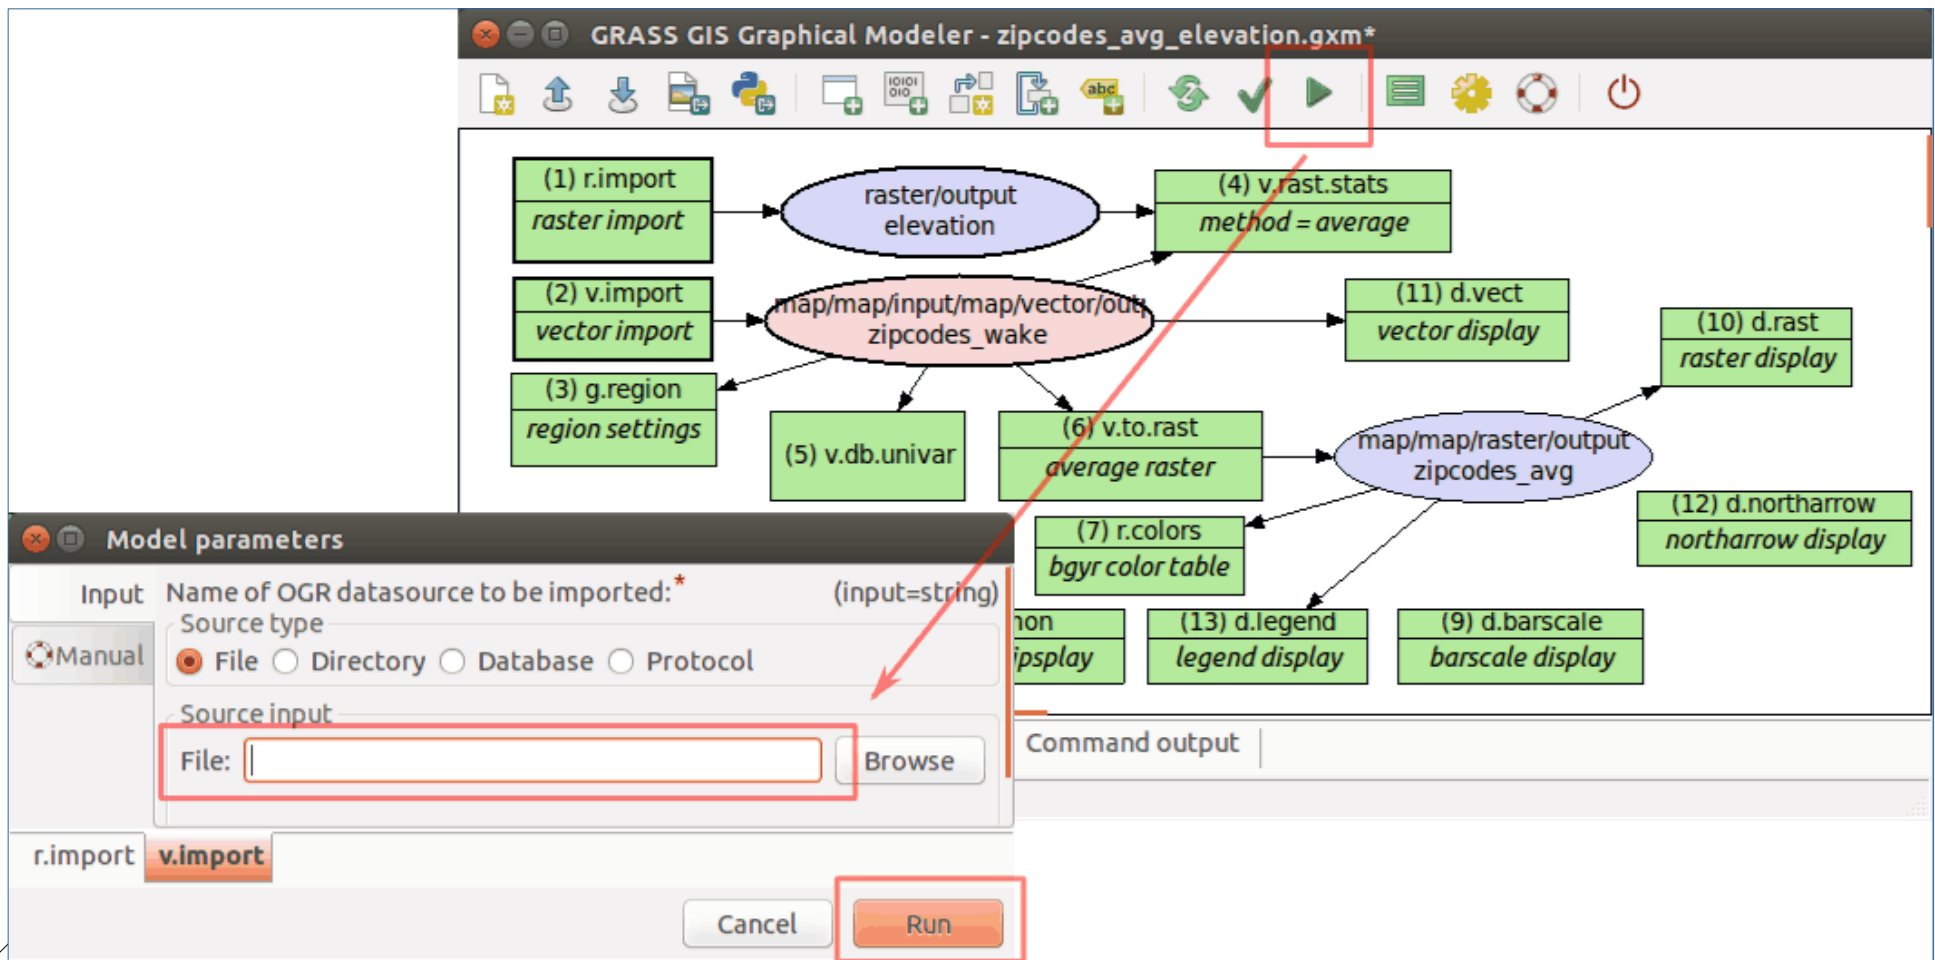 GRASS GIS Graphical Modeler - zipcodes_avg_elevation.gxm*
abc
(1) r.import
raster import
raster/output
elevation
(4) v.rast.stats
method = average
(2) v.import
vector import
map/map/input/map/vector/outp
zipcodes_wake
(11) d.vect
vector display
(10) d.rast
raster display
(3) g.region
region settings
(5) v.db.univar
(6) v.to.rast
average raster
map/map/raster/output
zipcodes_avg
(12) d.northarrow
northarrow display
(7) r.colors
bgyr color table
(13) d.legend
legend display
(9) d.barscale
barscale display
Command output
Model parameters
Input
Manual
Name of OGR datasource to be imported:*
(input=string)
Source type
File
Directory
Database
Protocol
Source input
File:
Browse
r.import
v.import
Cancel
Run